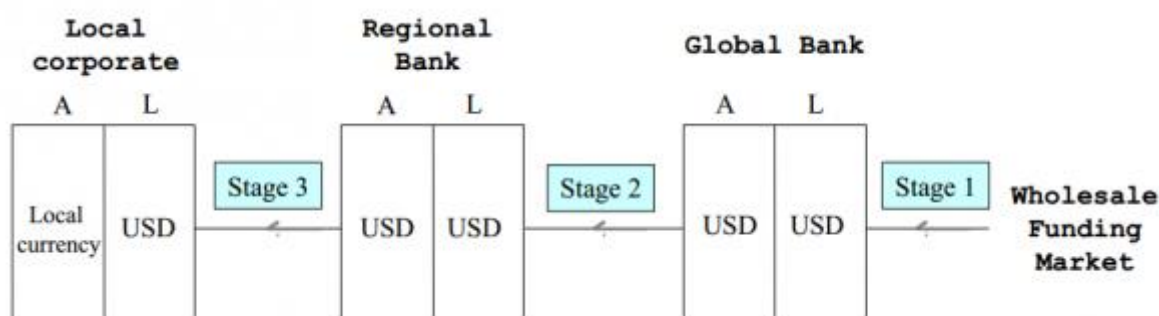 Local
corporate
Regional
Bank
Global Bank
A L
A L
A L
Stage 3
Stage 2
Stage 1
Local
currency
USD
USD
USD
USD
USD
Wholesale
Funding
Market